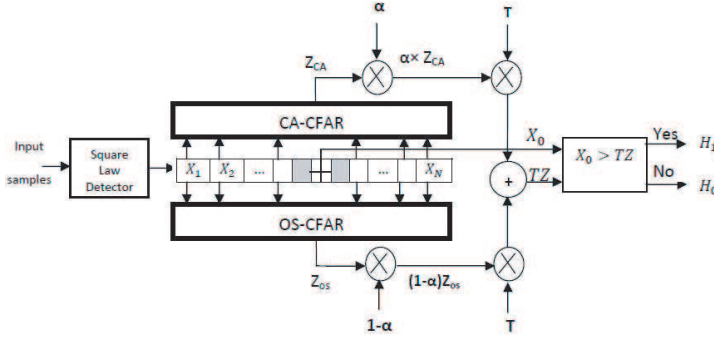 α
T
Z_CA
α× Z_CA
CA-CFAR
Input
samples
Square
Law
Detector
X_1 X_2 ... ... X_N
X_0
X_0 > TZ
Yes
H_1
No
H_0
+
TZ
OS-CFAR
Z_os
(1-α)Z_os
1-α
T